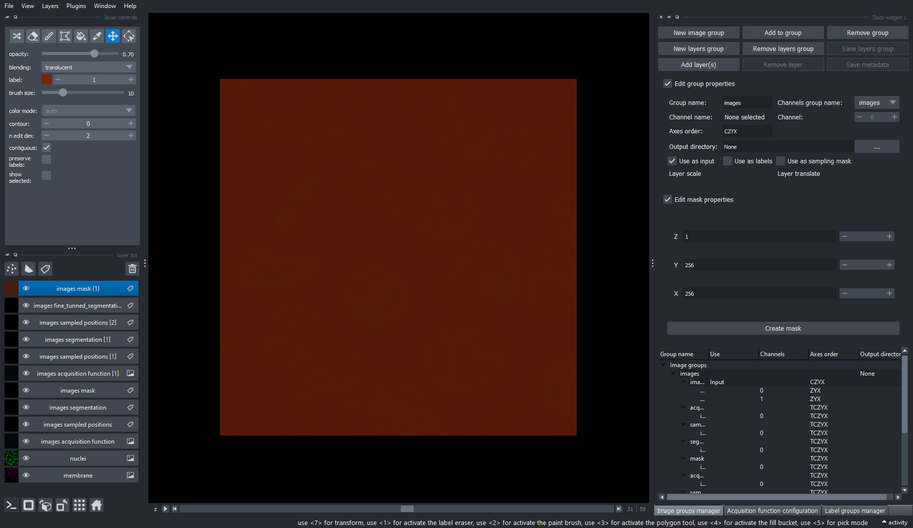 File View Layers Plugins Window Help
layer controls
opacity: 0.70
blending: translucent
label: 1
brush size: 10
color mode: auto
contour: 0
n edit dim: 2
contiguous:
preserve
labels:
show
selected:
layer list
images mask (1)
images fine_tunned_segmentati...
images sampled positions [2]
images segmentation [1]
images sampled positions [1]
images acquisition function [1]
images mask
images segmentation
images sampled positions
images acquisition function
nuclei
membrane
z 31 59
Dock widget 1
New image group Add to group Remove group
New layers group Remove layers group Save layers group
Add layer(s) Remove layer Save metadata
Edit group properties
Group name: images Channels group name: images
Channel name: None selected Channel: 0
Axes order: CZYX
Output directory: None ...
Use as input Use as labels Use as sampling mask
Layer scale Layer translate
Edit mask properties
Z 1
Y 256
X 256
Create mask
Group name Use Channels Axes order Output director
Image groups
images None
ima... Input CZYX
... 0 ZYX
... 1 ZYX
acq... TCZYX
i... 0 TCZYX
sam... TCZYX
i... 0 TCZYX
seg... TCZYX
i... 0 TCZYX
mask TCZYX
i... 0 TCZYX
acq... TCZYX
i... 0 TCZYX
sam... TCZYX
Image groups manager Acquisition function configuration Label groups manager
use <7> for transform, use <1> for activate the label eraser, use <2> for activate the paint brush, use <3> for activate the polygon tool, use <4> for activate the fill bucket, use <5> for pick mode activity